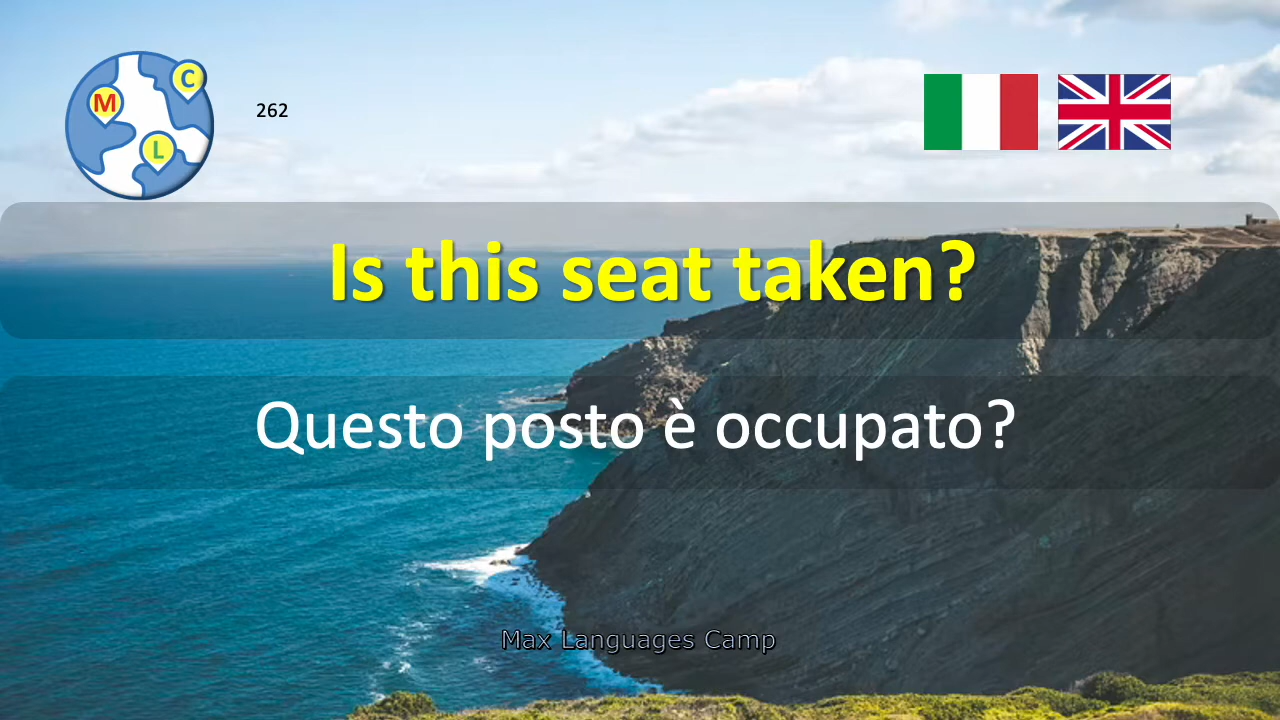 M
C
L
262
Is this seat taken?
Questo posto è occupato?
Max Languages Camp